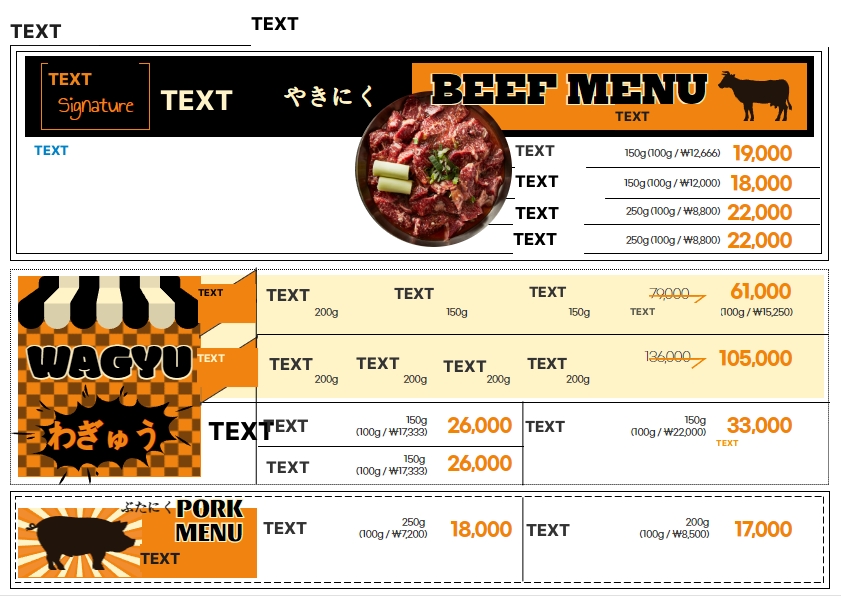 TEXT
TEXT
TEXT
Signature
TEXT
やきにく
BEEF MENU
TEXT
TEXT
TEXT 150g (100g / ₩12,666) 19,000
TEXT 150g (100g / ₩12,000) 18,000
TEXT 250g (100g / ₩8,800) 22,000
TEXT 250g (100g / ₩8,800) 22,000
WAGYU
わぎゅう
TEXT
TEXT
TEXT
TEXT 200g TEXT 150g TEXT 150g 79,000 61,000
TEXT (100g / ₩15,250)
TEXT 200g TEXT 200g TEXT 200g TEXT 200g 136,000 105,000
TEXT 150g (100g / ₩17,333) 26,000
TEXT 150g (100g / ₩17,333) 26,000
TEXT 150g (100g / ₩22,000) 33,000
TEXT
ぶたにく
PORK
MENU
TEXT
TEXT 250g (100g / ₩7,200) 18,000
TEXT 200g (100g / ₩8,500) 17,000